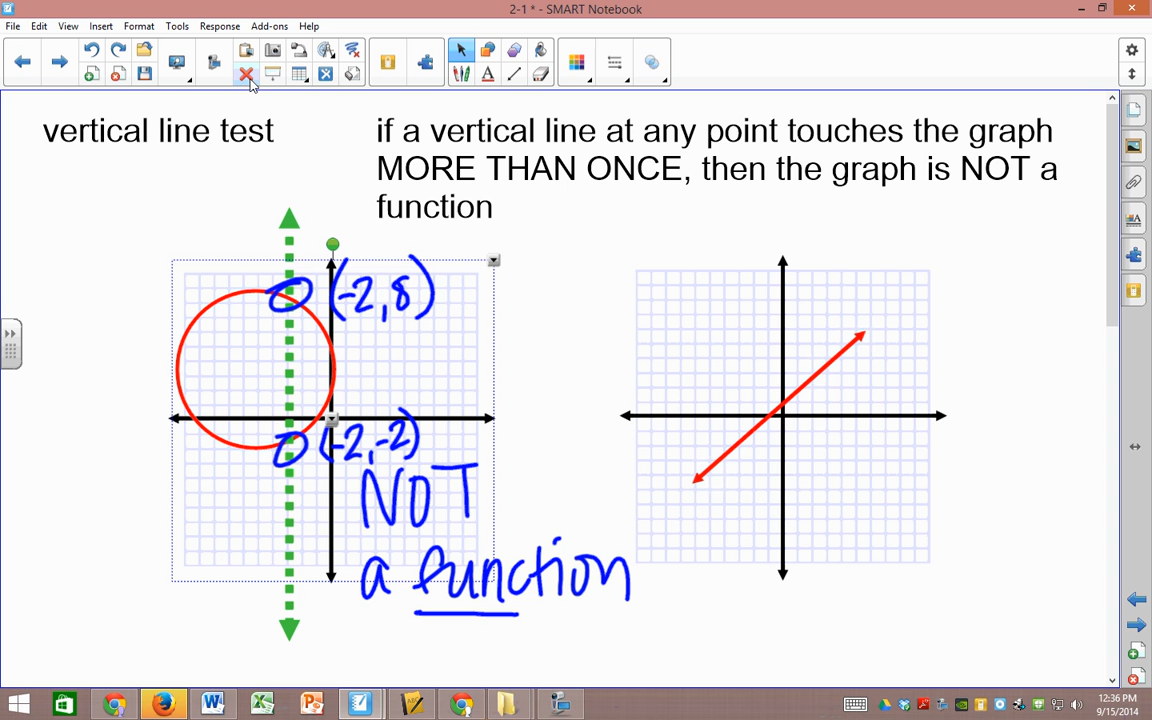 2-1 * - SMART Notebook
File Edit View Insert Format Tools Response Add-ons Help
vertical line test
if a vertical line at any point touches the graph
MORE THAN ONCE, then the graph is NOT a
function
(-2,8)
(-2,-2)
NOT
a function
12:36 PM
9/15/2014